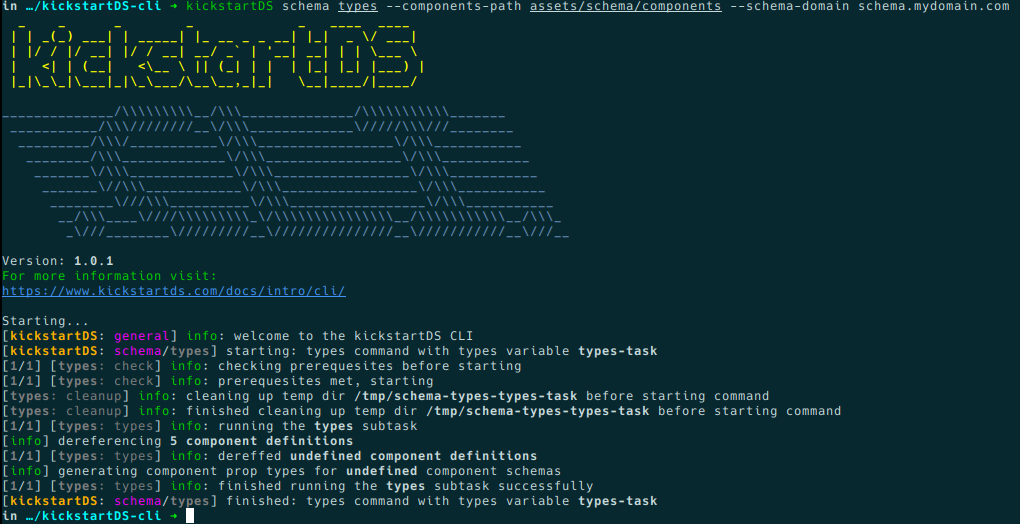 in …/kickstartDS-cli ➜ kickstartDS schema types --components-path assets/schema/components --schema-domain schema.mydomain.com
kickstartDS
CLI
Version: 1.0.1
For more information visit:
https://www.kickstartds.com/docs/intro/cli/
Starting...
[kickstartDS: general] info: welcome to the kickstartDS CLI
[kickstartDS: schema/types] starting: types command with types variable types-task
[1/1] [types: check] info: checking prerequesites before starting
[1/1] [types: check] info: prerequesites met, starting
[types: cleanup] info: cleaning up temp dir /tmp/schema-types-types-task before starting command
[types: cleanup] info: finished cleaning up temp dir /tmp/schema-types-types-task before starting command
[1/1] [types: types] info: running the types subtask
[info] dereferencing 5 component definitions
[1/1] [types: types] info: dereffed undefined component definitions
[info] generating component prop types for undefined component schemas
[1/1] [types: types] info: finished running the types subtask successfully
[kickstartDS: schema/types] finished: types command with types variable types-task
in …/kickstartDS-cli ➜